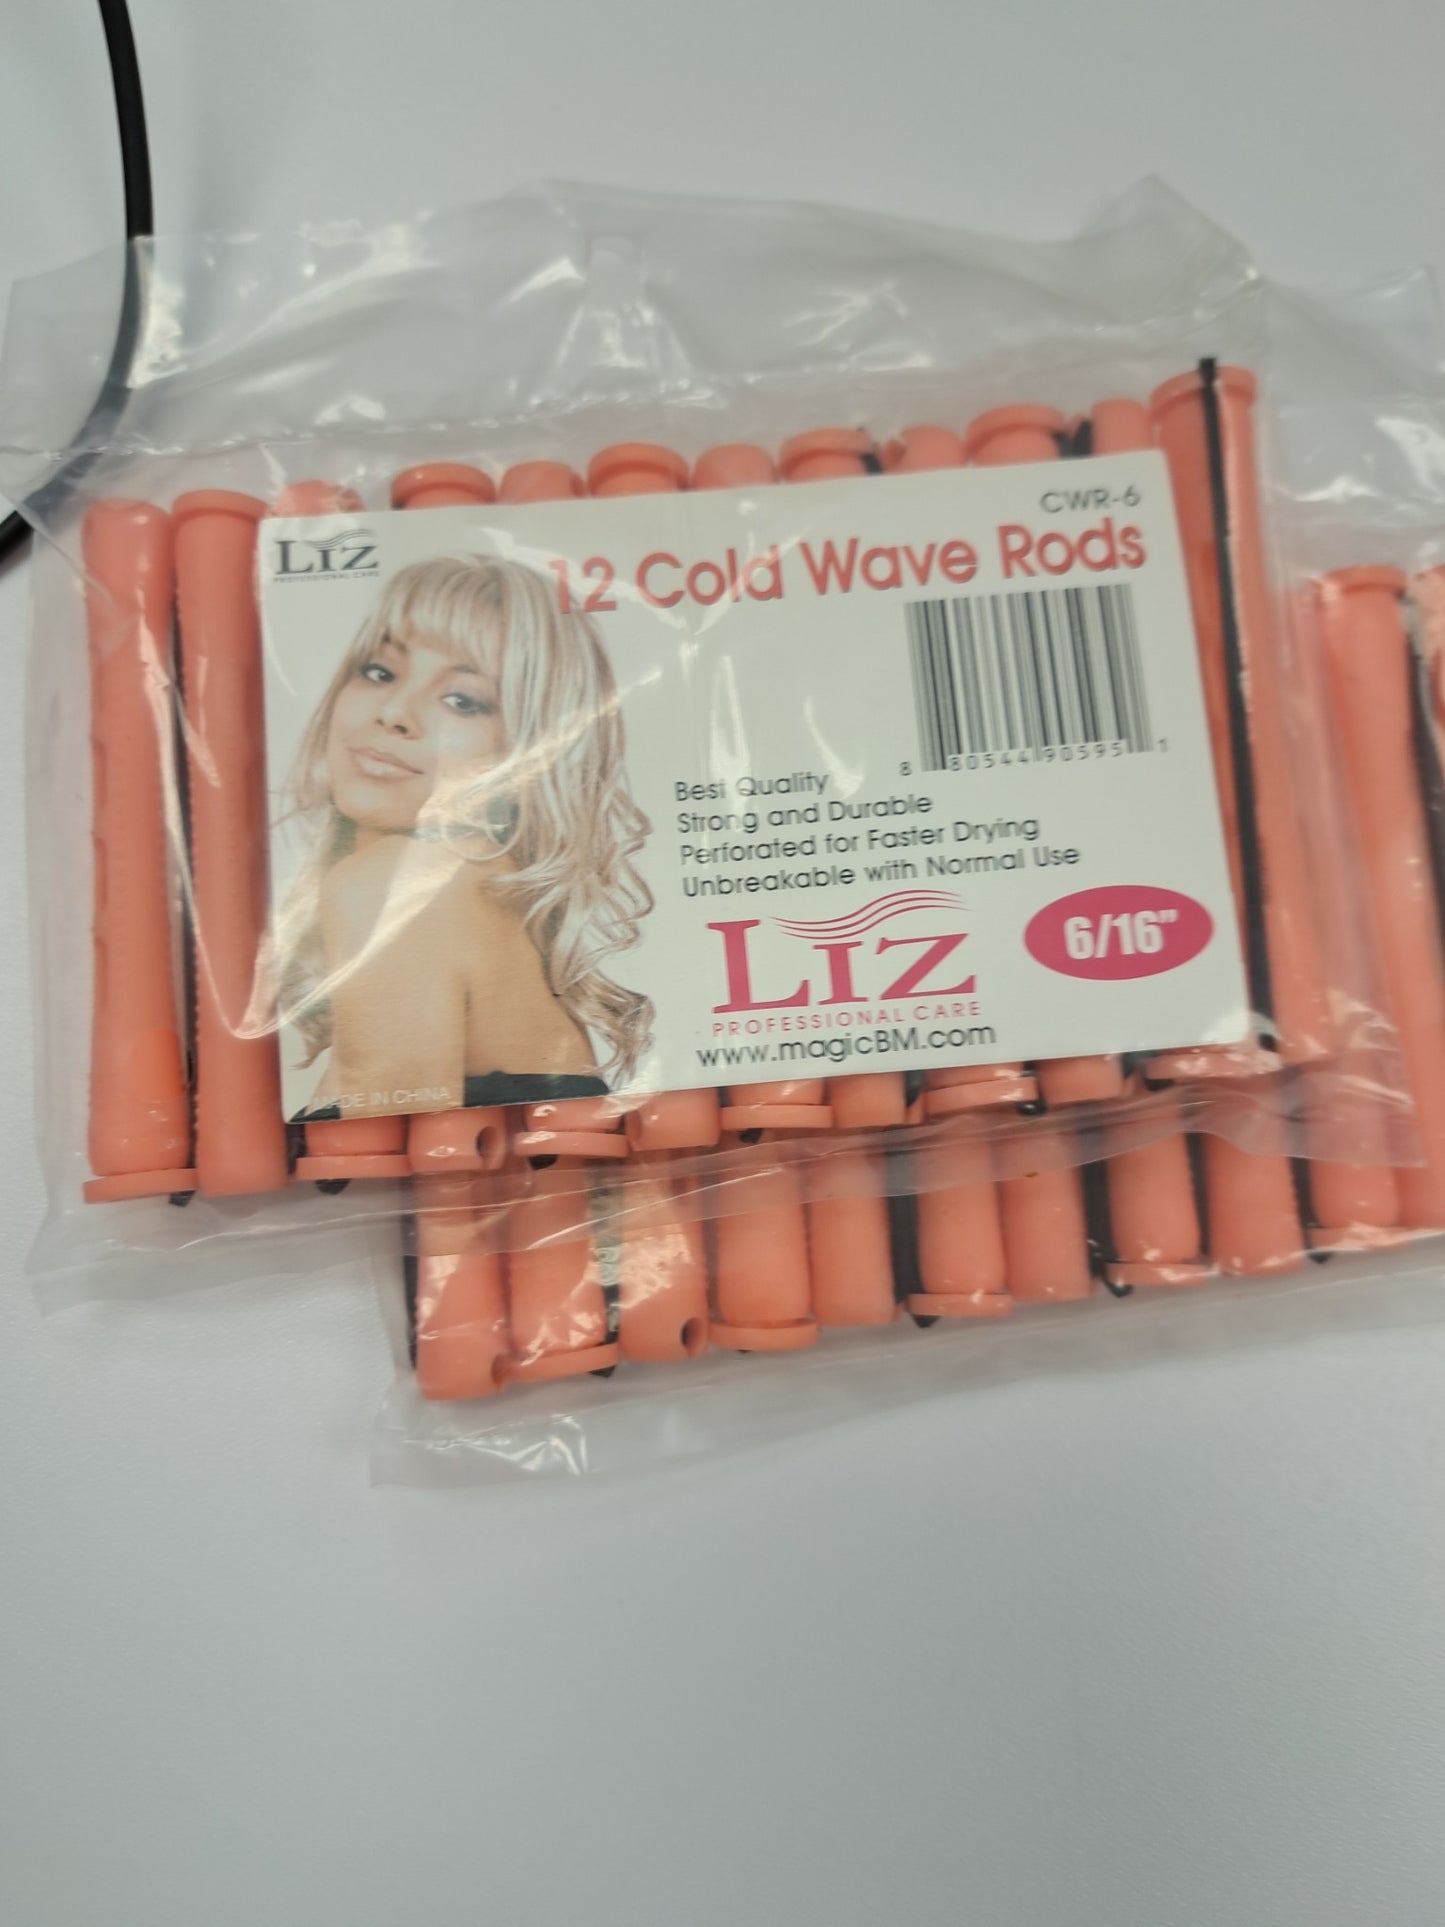 CWR-6
LIZ
PROFESSIONAL CARE
12 Cold Wave Rods
8 80544 90595 1
Best Quality
Strong and Durable
Perforated for Faster Drying
Unbreakable with Normal Use
6/16"
LIZ
PROFESSIONAL CARE
www.magicBM.com
MADE IN CHINA